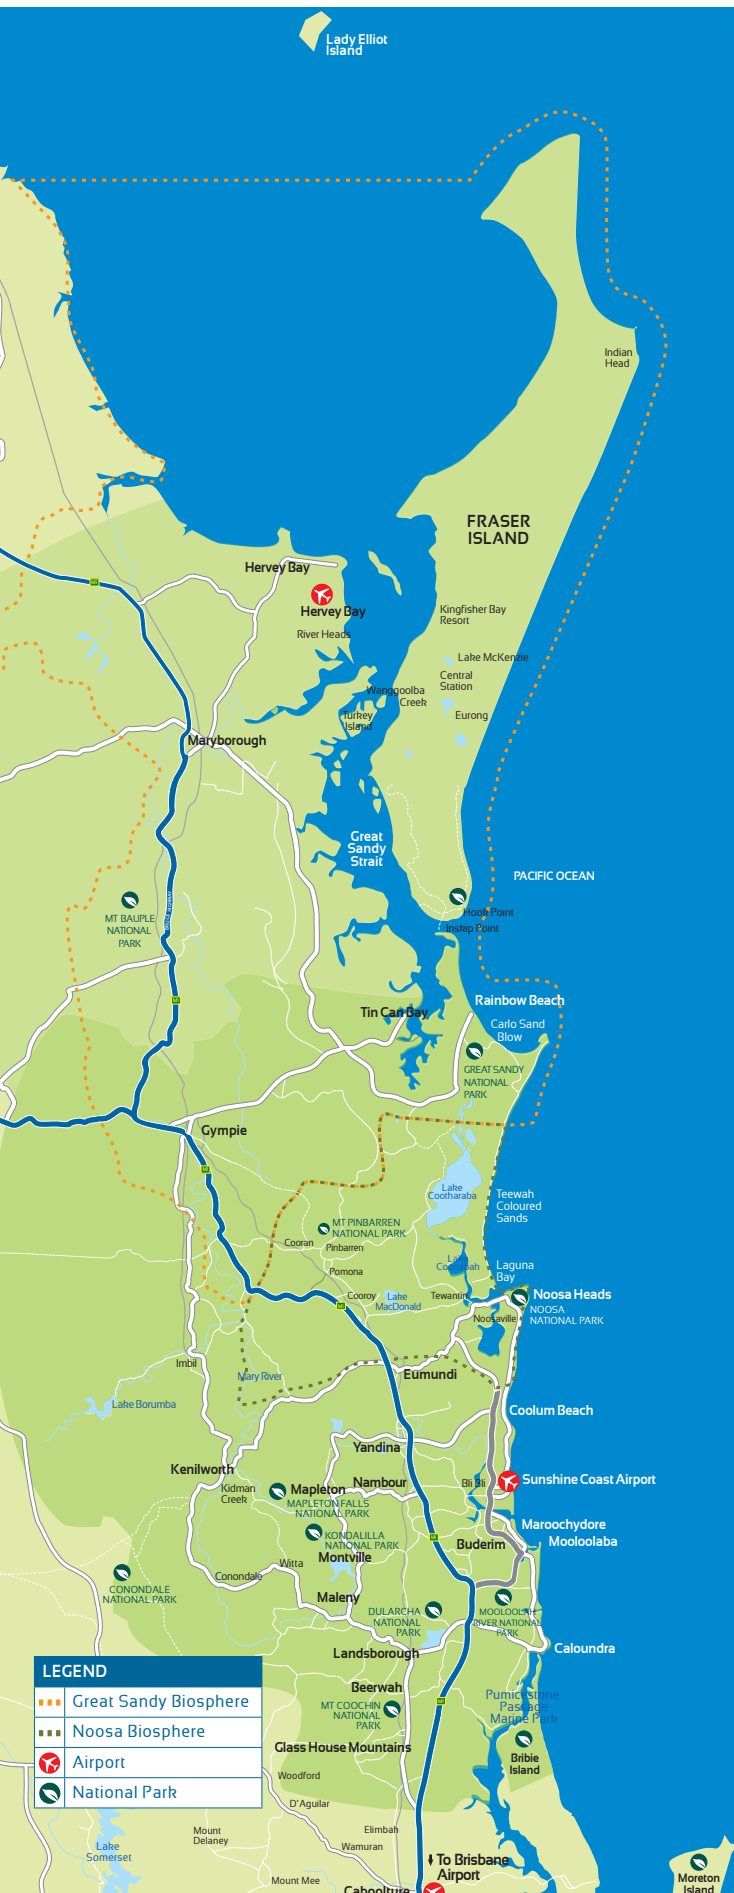 Lady Elliot
Island
Indian
Head
FRASER
ISLAND
Hervey Bay
Hervey Bay
River Heads
Kingfisher Bay
Resort
Lake McKenzie
Central
Station
Wanggoolba
Creek
Eurong
Turkey
Island
Maryborough
Great
Sandy
Strait
PACIFIC OCEAN
MT BAUPLE
NATIONAL
PARK
Hook Point
Inskip Point
Rainbow Beach
Tin Can Bay
Carlo Sand
Blow
GREAT SANDY
NATIONAL
PARK
Gympie
Lake
Cootharaba
Teewah
Coloured
Sands
MT PINBARREN
NATIONAL PARK
Cooran
Pinbarren
Pomona
Lake
Cooroibah
Laguna
Bay
Cooroy
Lake
MacDonald
Tewantin
Noosa Heads
NOOSA
NATIONAL PARK
Noosaville
Imbil
Mary River
Eumundi
Lake Borumba
Coolum Beach
Yandina
Kenilworth
Kidman
Creek
Mapleton
MAPLETON FALLS
NATIONAL PARK
Nambour
Bli Bli
Sunshine Coast Airport
KONDALILLA
NATIONAL PARK
Montville
Maroochydore
Mooloolaba
Buderim
Witta
Conondale
CONONDALE
NATIONAL PARK
Maleny
DULARCHA
NATIONAL
PARK
MOOLOOLAH
RIVER NATIONAL
PARK
Landsborough
Caloundra
Beerwah
MT COOCHIN
NATIONAL
PARK
Pumicestone
Passage
Marine Park
Glass House Mountains
Bribie
Island
Woodford
D'Aguilar
Mount
Delaney
Elimbah
Wamuran
Lake
Somerset
Mount Mee
To Brisbane
Airport
Caboolture
Moreton
Island
LEGEND
Great Sandy Biosphere
Noosa Biosphere
Airport
National Park